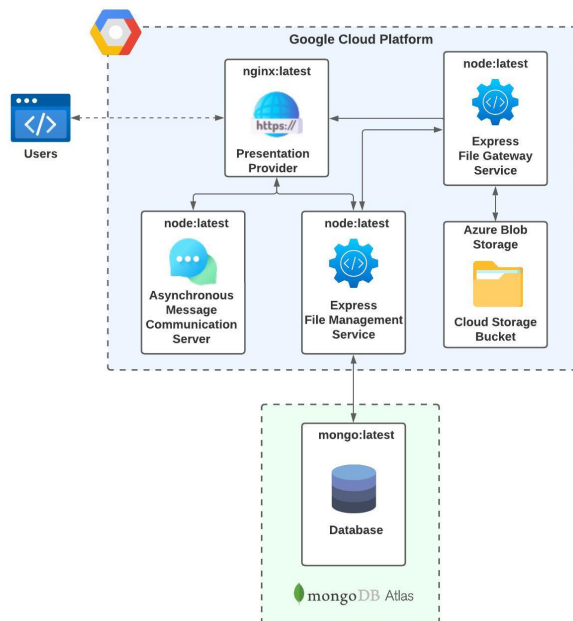 Google Cloud Platform
nginx:latest
https://
Presentation
Provider
node:latest
Express
File Gateway
Service
Users
node:latest
Asynchronous
Message
Communication
Server
node:latest
Express
File Management
Service
Azure Blob
Storage
Cloud Storage
Bucket
mongo:latest
Database
mongoDB Atlas